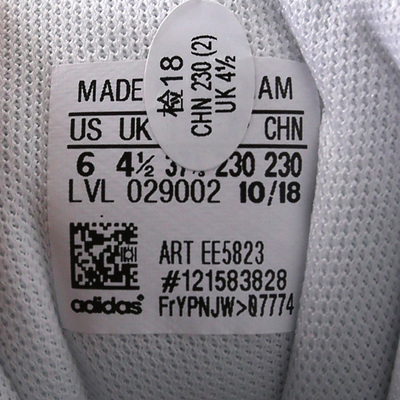 检18
CHN 230 (2)
UK 4½
MADE AM
US UK CHN
6 4½ 230 230
LVL 029002 10/18
ART EE5823
#121583828
adidas FrYPNJW>07774